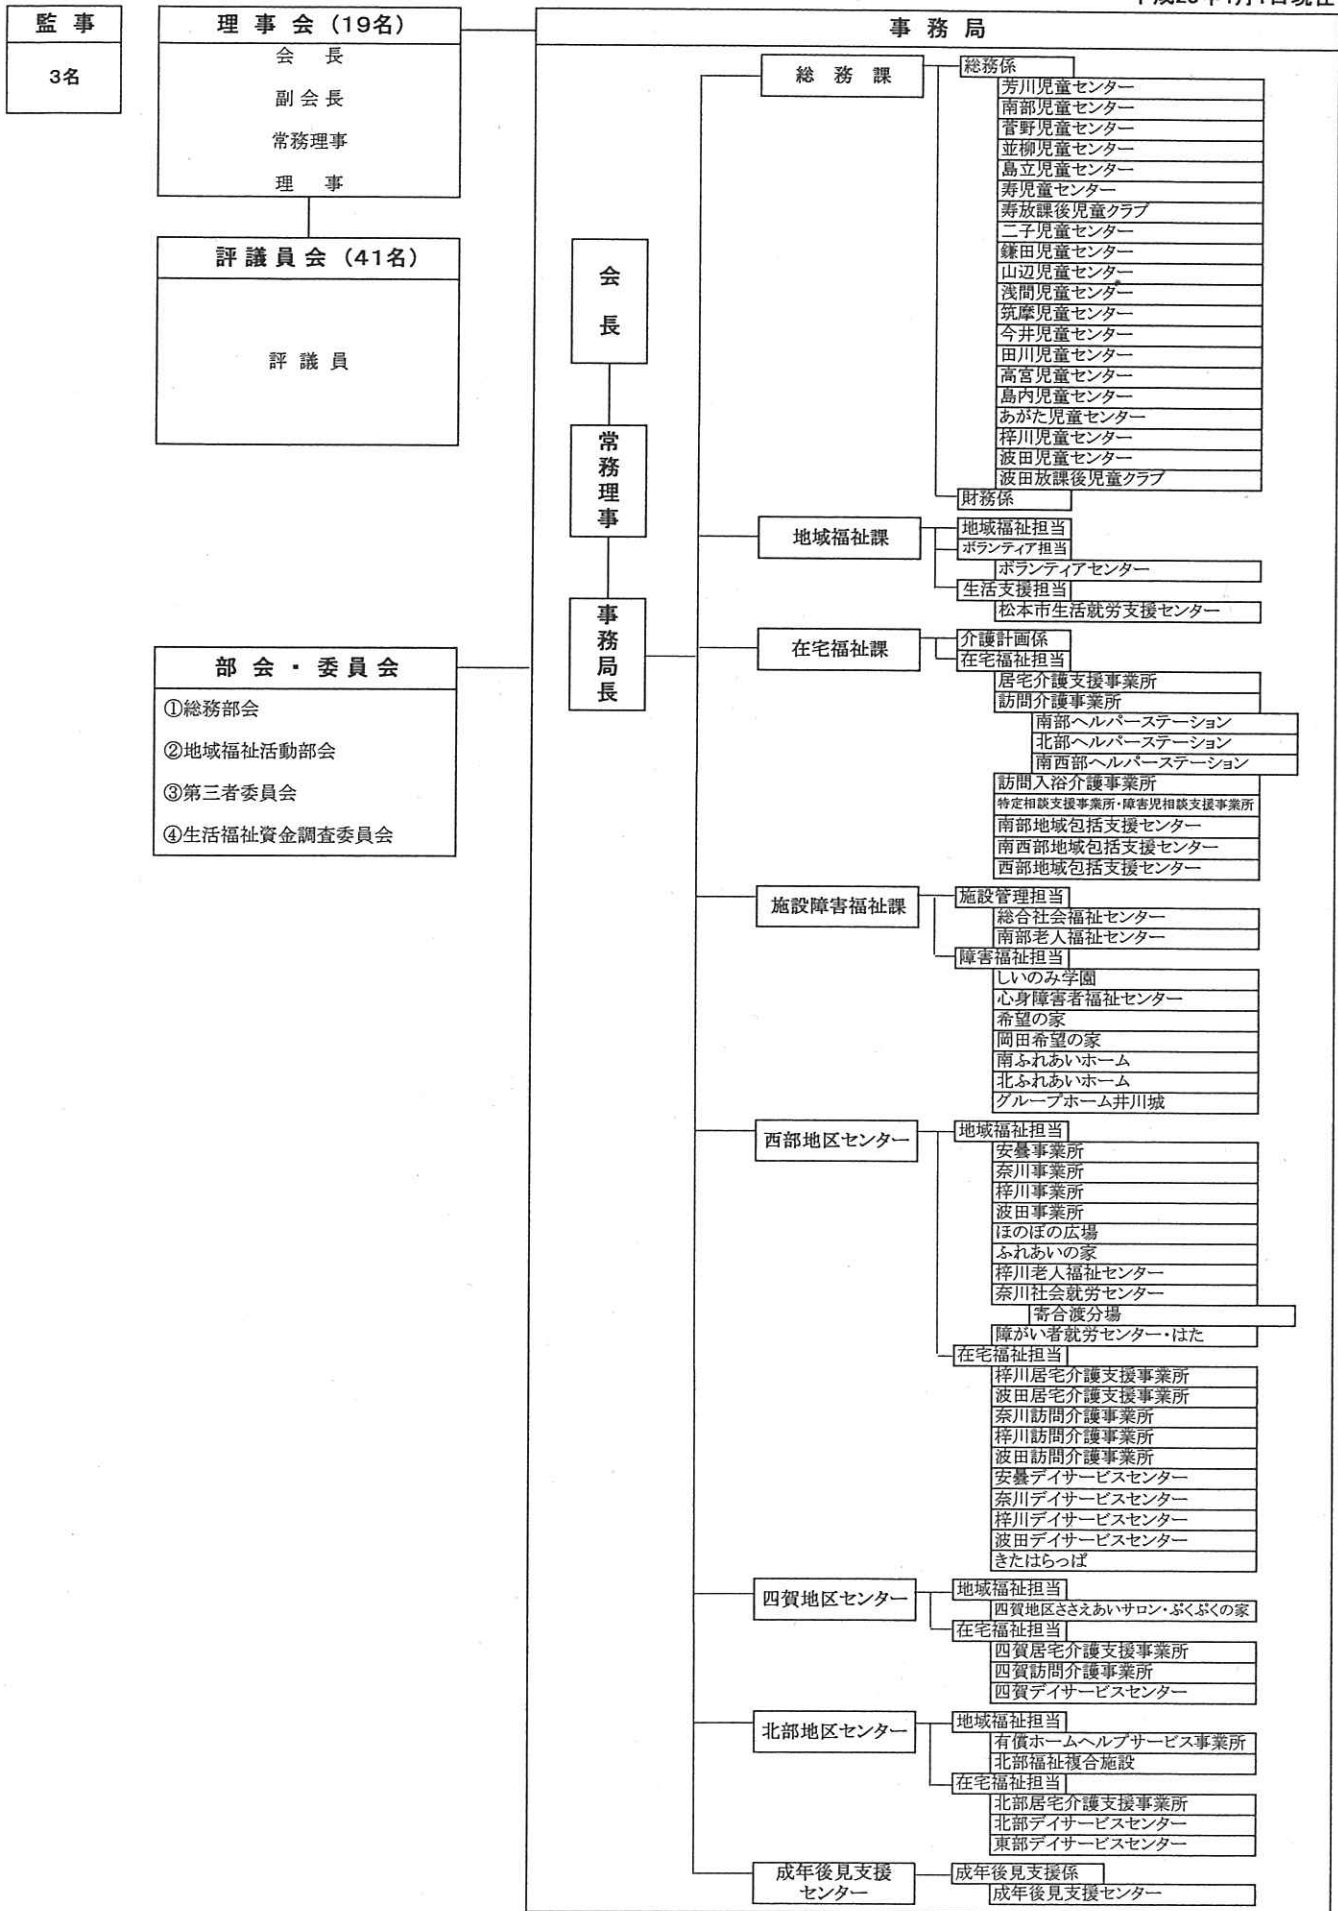 監事
3名
理事会（19名）
会長
副会長
常務理事
理事
評議員会（41名）
評議員
部会・委員会
①総務部会
②地域福祉活動部会
③第三者委員会
④生活福祉資金調査委員会
事務局
会長
常務理事
事務局長
総務課
総務係
芳川児童センター
南部児童センター
菅野児童センター
並柳児童センター
島立児童センター
寿児童センター
寿放課後児童クラブ
二子児童センター
鎌田児童センター
山辺児童センター
浅間児童センター
筑摩児童センター
今井児童センター
田川児童センター
高宮児童センター
島内児童センター
あがた児童センター
梓川児童センター
波田児童センター
波田放課後児童クラブ
財務係
地域福祉課
地域福祉担当
ボランティア担当
ボランティアセンター
生活支援担当
松本市生活就労支援センター
在宅福祉課
介護計画係
在宅福祉担当
居宅介護支援事業所
訪問介護事業所
南部ヘルパーステーション
北部ヘルパーステーション
南西部ヘルパーステーション
訪問入浴介護事業所
特定相談支援事業所・障害児相談支援事業所
南部地域包括支援センター
南西部地域包括支援センター
西部地域包括支援センター
施設障害福祉課
施設管理担当
総合社会福祉センター
南部老人福祉センター
障害福祉担当
しいのみ学園
心身障害者福祉センター
希望の家
岡田希望の家
南ふれあいホーム
北ふれあいホーム
グループホーム井川城
西部地区センター
地域福祉担当
安曇事業所
奈川事業所
梓川事業所
波田事業所
ほのぼの広場
ふれあいの家
梓川老人福祉センター
奈川社会就労センター
寄合渡分場
障がい者就労センター・はた
在宅福祉担当
梓川居宅介護支援事業所
波田居宅介護支援事業所
奈川訪問介護事業所
梓川訪問介護事業所
波田訪問介護事業所
安曇デイサービスセンター
奈川デイサービスセンター
梓川デイサービスセンター
波田デイサービスセンター
きたはらっぱ
四賀地区センター
地域福祉担当
四賀地区ささえあいサロン・ぷくぷくの家
在宅福祉担当
四賀居宅介護支援事業所
四賀訪問介護事業所
四賀デイサービスセンター
北部地区センター
地域福祉担当
有償ホームヘルプサービス事業所
北部福祉複合施設
在宅福祉担当
北部居宅介護支援事業所
北部デイサービスセンター
東部デイサービスセンター
成年後見支援
センター
成年後見支援係
成年後見支援センター